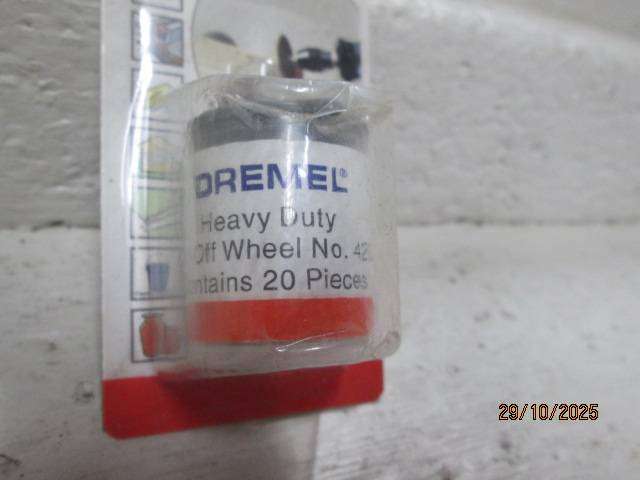 DREMEL®
Heavy Duty
Off Wheel No. 42
ntains 20 Pieces
29/10/2025